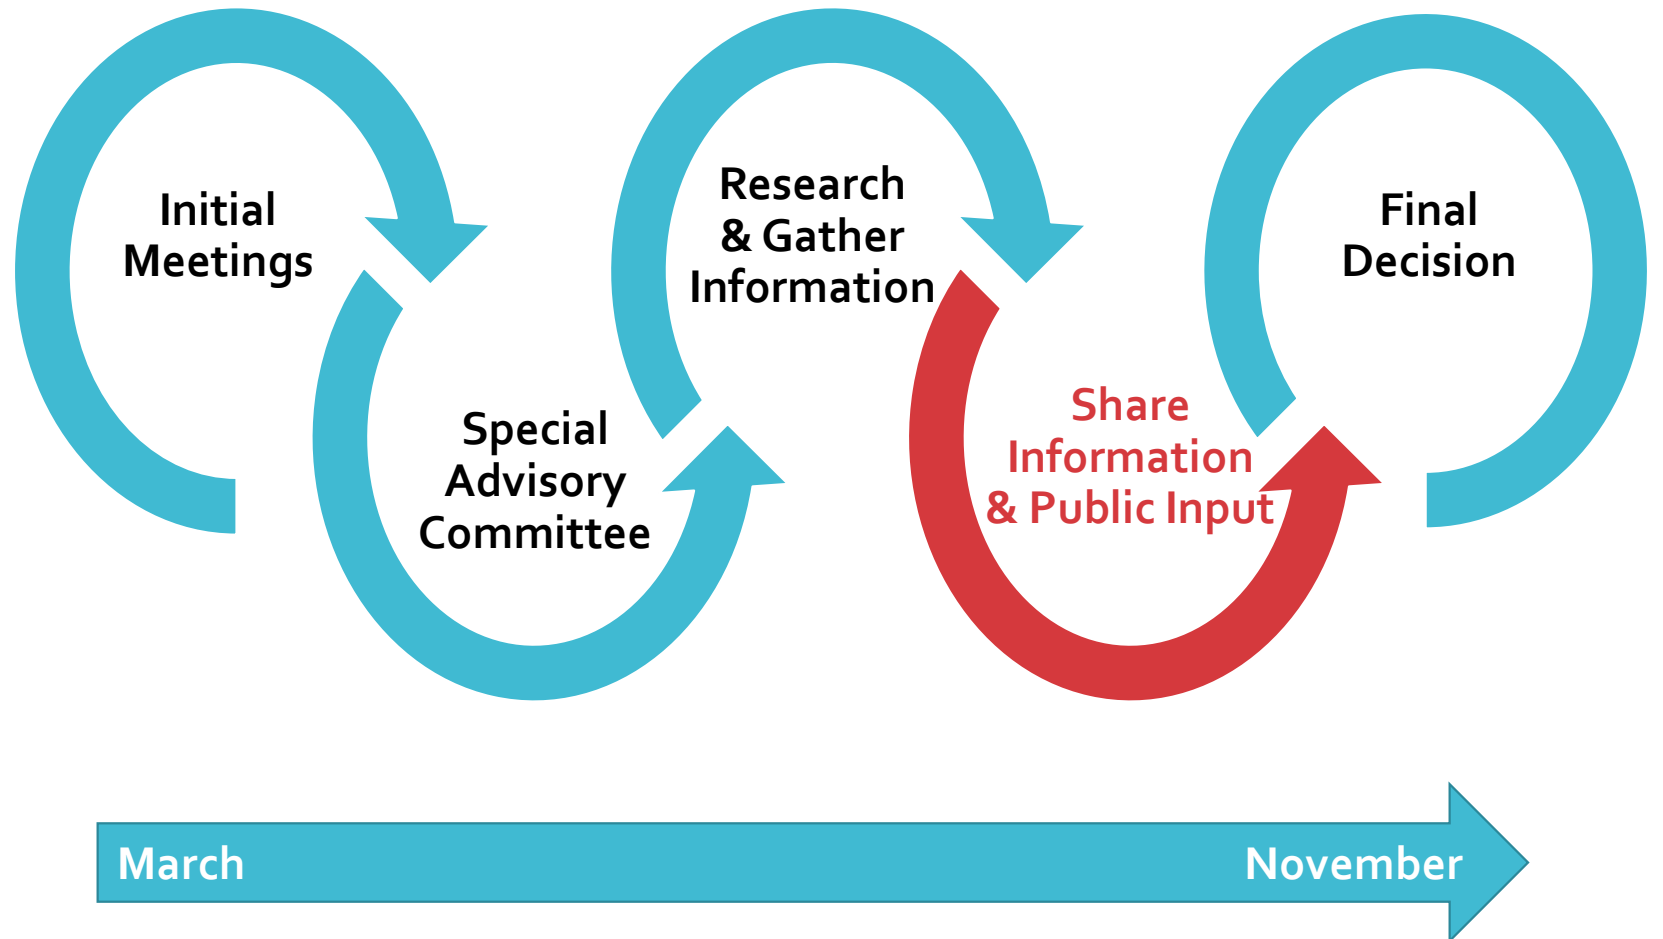 Initial
Meetings
Special
Advisory
Committee
Research
& Gather
Information
Share
Information
& Public Input
Final
Decision
March
November